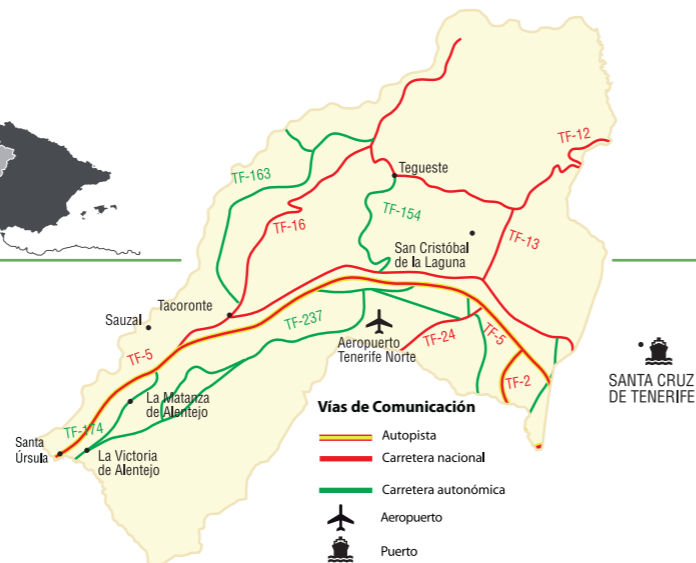 TF-12
TF-163
Tegueste
TF-154
TF-16
TF-13
San Cristóbal
de la Laguna
Tacoronte
Sauzal
TF-237
Aeropuerto
Tenerife Norte
TF-24
TF-5
TF-2
SANTA CRUZ
DE TENERIFE
TF-5
La Matanza
de Alentejo
TF-174
Santa
Úrsula
La Victoria
de Alentejo
Vías de Comunicación
Autopista
Carretera nacional
Carretera autonómica
Aeropuerto
Puerto